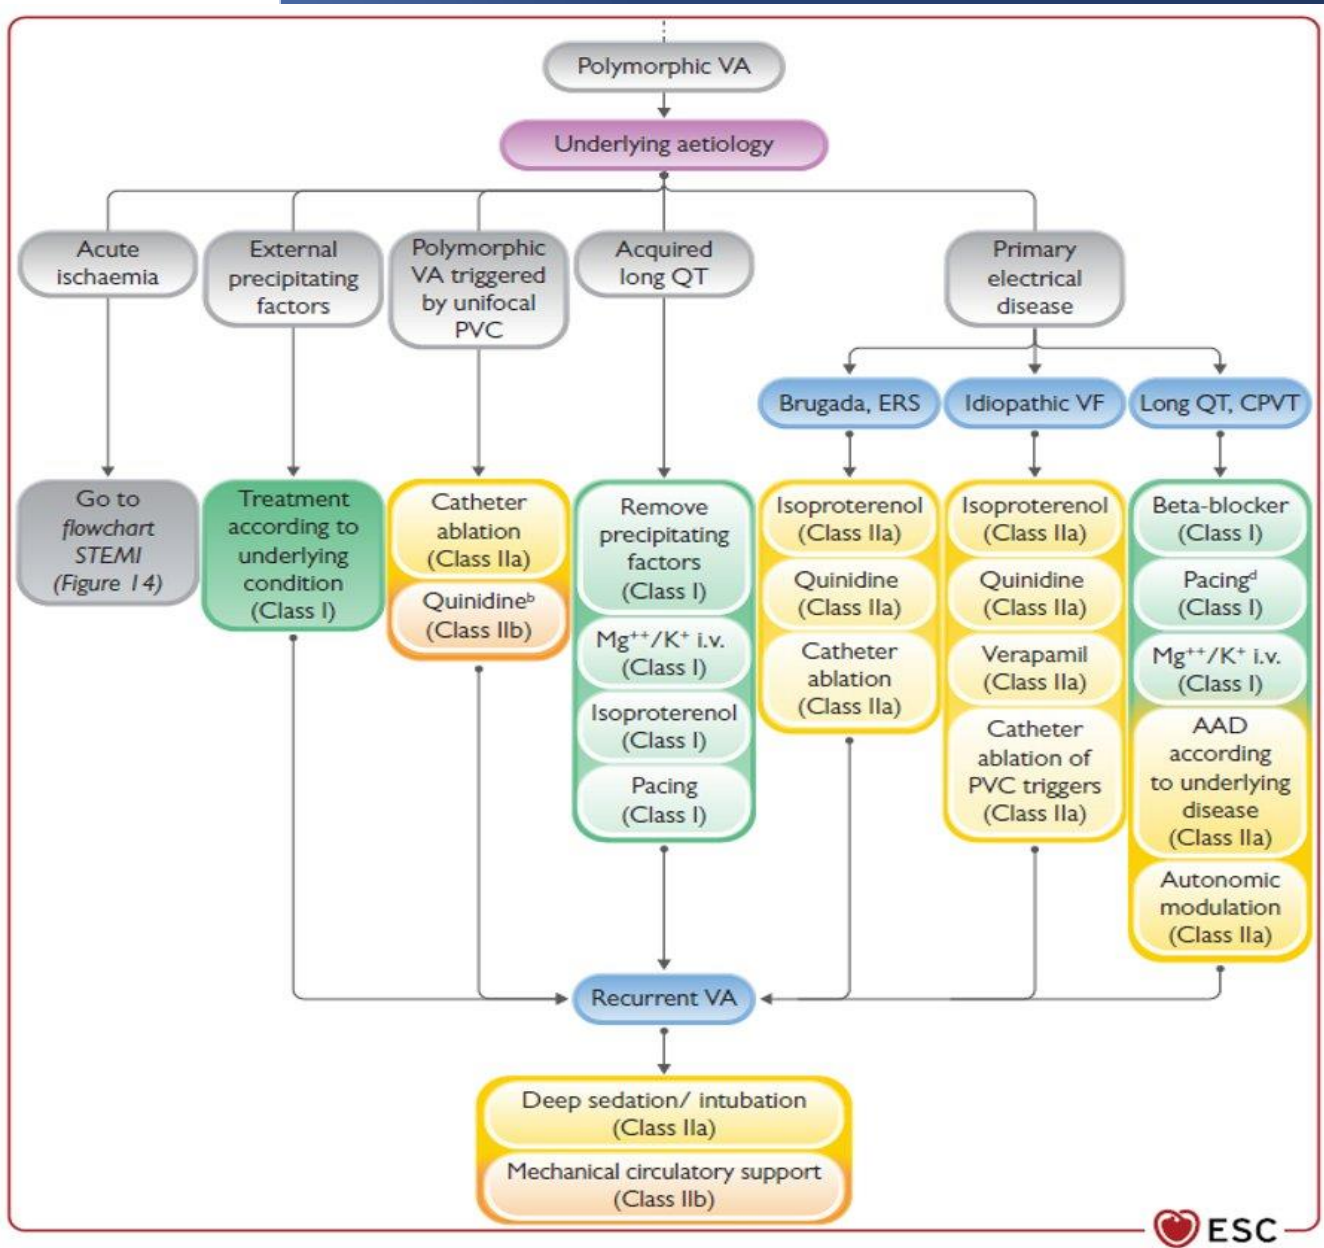 Polymorphic VA
Underlying aetiology
Acute
ischaemia
External
precipitating
factors
Polymorphic
VA triggered
by unifocal
PVC
Acquired
long QT
Primary
electrical
disease
Brugada, ERS
Idiopathic VF
Long QT, CPVT
Go to
flowchart
STEMI
(Figure 14)
Treatment
according to
underlying
condition
(Class I)
Catheter
ablation
(Class IIa)
Quinidineᵇ
(Class IIb)
Remove
precipitating
factors
(Class I)
Mg⁺⁺/K⁺ i.v.
(Class I)
Isoproterenol
(Class I)
Pacing
(Class I)
Isoproterenol
(Class IIa)
Quinidine
(Class IIa)
Catheter
ablation
(Class IIa)
Isoproterenol
(Class IIa)
Quinidine
(Class IIa)
Verapamil
(Class IIa)
Catheter
ablation of
PVC triggers
(Class IIa)
Beta-blocker
(Class I)
Pacingᵈ
(Class I)
Mg⁺⁺/K⁺ i.v.
(Class I)
AAD
according
to underlying
disease
(Class IIa)
Autonomic
modulation
(Class IIa)
Recurrent VA
Deep sedation/ intubation
(Class IIa)
Mechanical circulatory support
(Class IIb)
ESC